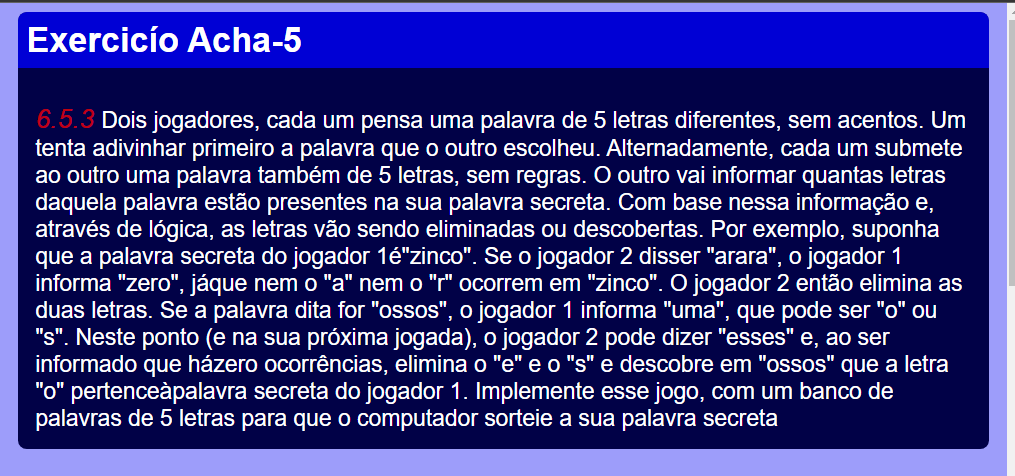 Exercicío Acha-5
6.5.3 Dois jogadores, cada um pensa uma palavra de 5 letras diferentes, sem acentos. Um
tenta adivinhar primeiro a palavra que o outro escolheu. Alternadamente, cada um submete
ao outro uma palavra também de 5 letras, sem regras. O outro vai informar quantas letras
daquela palavra estão presentes na sua palavra secreta. Com base nessa informação e,
através de lógica, as letras vão sendo eliminadas ou descobertas. Por exemplo, suponha
que a palavra secreta do jogador 1é"zinco". Se o jogador 2 disser "arara", o jogador 1
informa "zero", jáque nem o "a" nem o "r" ocorrem em "zinco". O jogador 2 então elimina as
duas letras. Se a palavra dita for "ossos", o jogador 1 informa "uma", que pode ser "o" ou
"s". Neste ponto (e na sua próxima jogada), o jogador 2 pode dizer "esses" e, ao ser
informado que házero ocorrências, elimina o "e" e o "s" e descobre em "ossos" que a letra
"o" pertenceàpalavra secreta do jogador 1. Implemente esse jogo, com um banco de
palavras de 5 letras para que o computador sorteie a sua palavra secreta